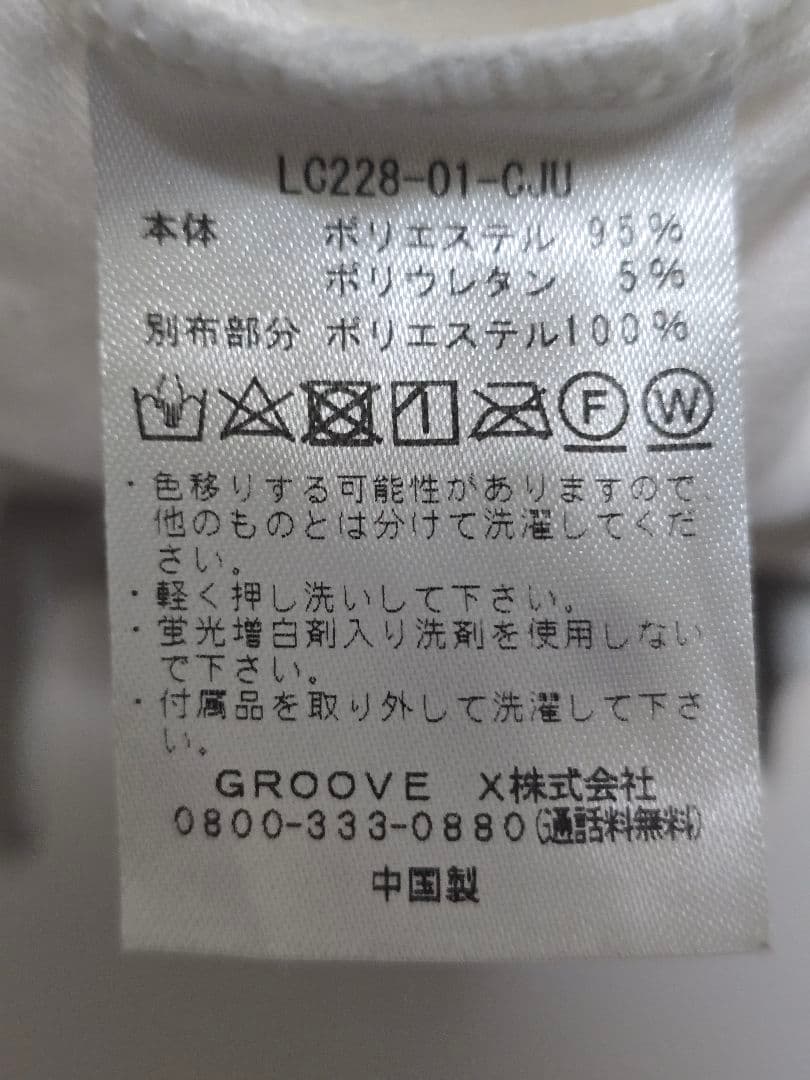 LC228-01-CJU
本体 ポリエステル 95%
ポリウレタン 5%
別布部分 ポリエステル100%
F W
・色移りする可能性がありますので、
他のものとは分けて洗濯してくだ
さい。
・軽く押し洗いして下さい。
・蛍光増白剤入り洗剤を使用しない
で下さい。
・付属品を取り外して洗濯して下さ
い。
GROOVE X株式会社
0800-333-0880(通話料無料)
中国製